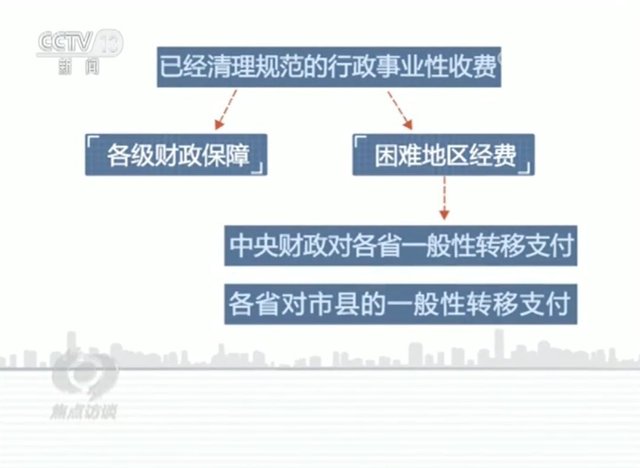 CCTV 13
新闻
已经清理规范的行政事业性收费
各级财政保障
困难地区经费
中央财政对各省一般性转移支付
各省对市县的一般性转移支付
焦点访谈